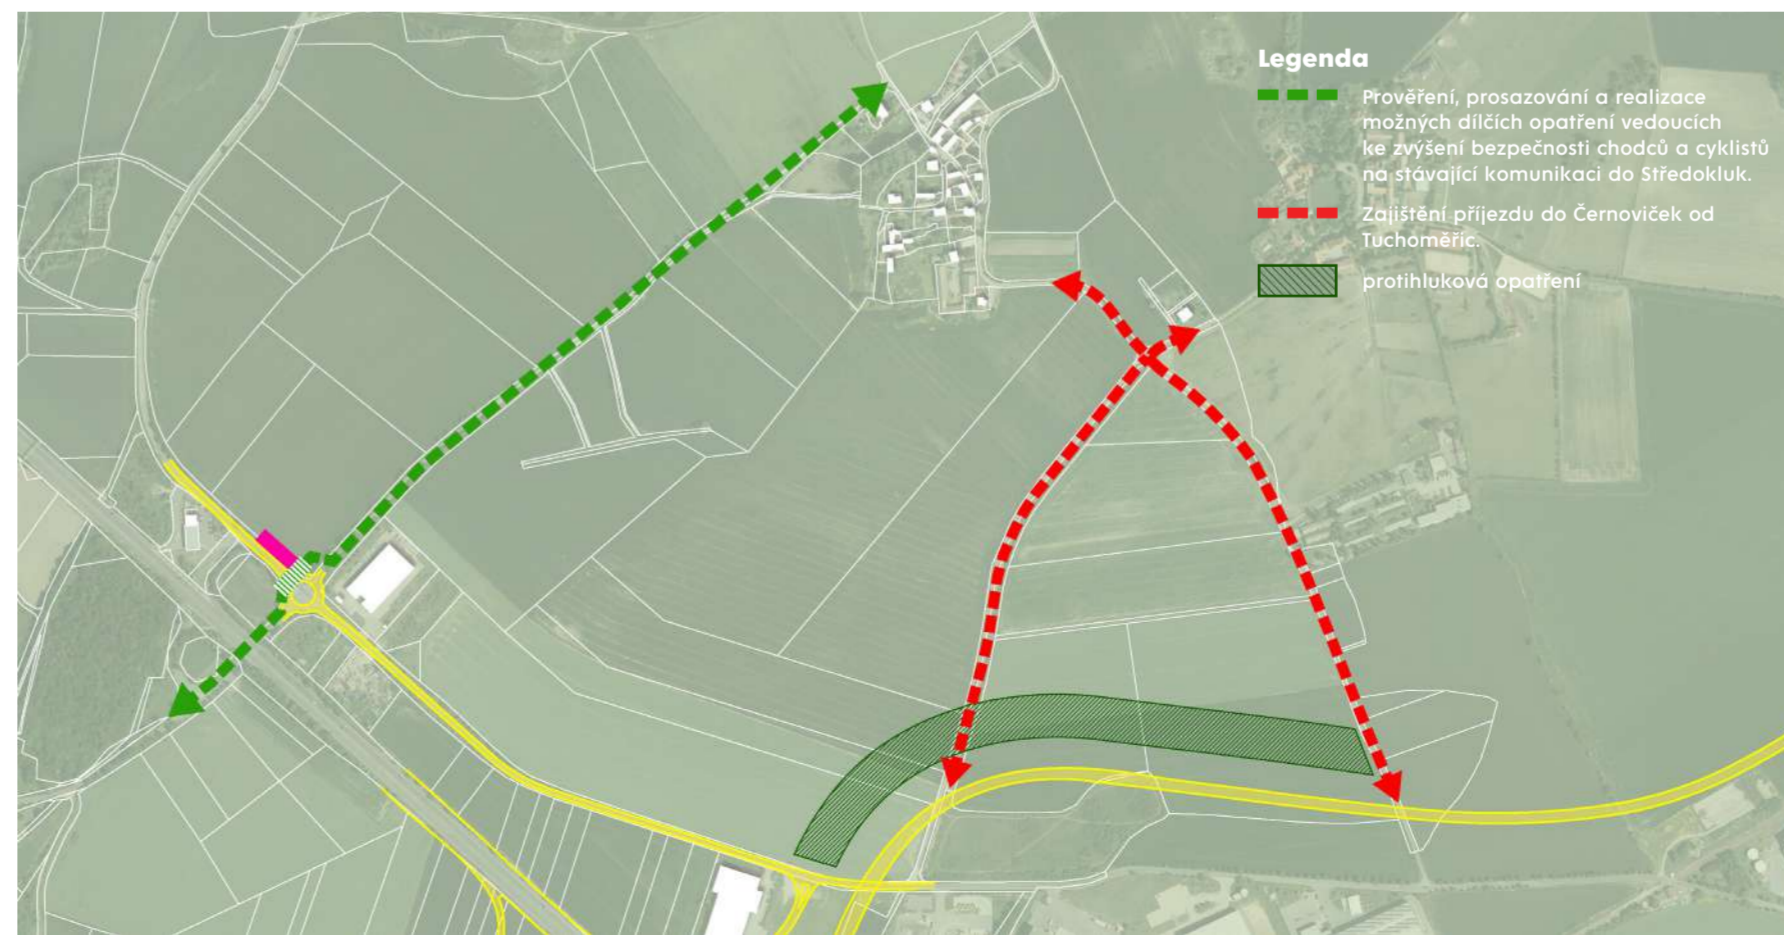 Legenda
Prověření, prosazování a realizace
možných dílčích opatření vedoucích
ke zvýšení bezpečnosti chodců a cyklistů
na stávající komunikaci do Středokluk.
Zajištění příjezdu do Černoviček od
Tuchoměřic.
protihluková opatření